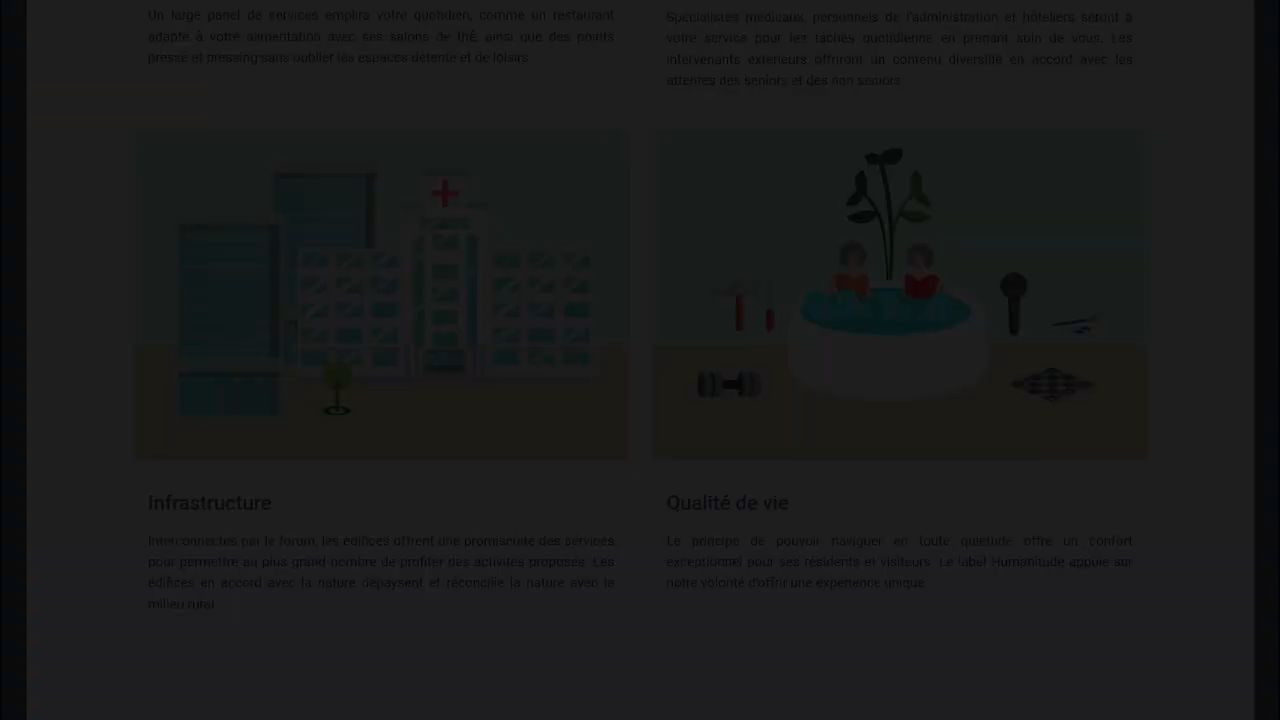 Un large panel de services emplira votre quotidien, comme un restaurant
adapté à votre alimentation avec ses salons de thé, ainsi que des points
presse et pressing sans oublier les espaces détente et de loisirs.
Spécialistes médicaux, personnels de l'administration et hôteliers seront à
votre service pour les tâches quotidienne en prenant soin de vous. Les
intervenants extérieurs offriront un contenu diversifié en accord avec les
attentes des seniors et des non seniors.
Infrastructure
Interconnectés par le forum, les édifices offrent une promiscuité des services
pour permettre au plus grand nombre de profiter des activités proposés. Les
édifices en accord avec la nature dépaysent et réconcilie la nature avec le
milieu rural.
Qualité de vie
Le principe de pouvoir naviguer en toute quiétude offre un confort
exceptionnel pour ses résidents et visiteurs. Le label Humanitude appuie sur
notre volonté d'offrir une expérience unique.